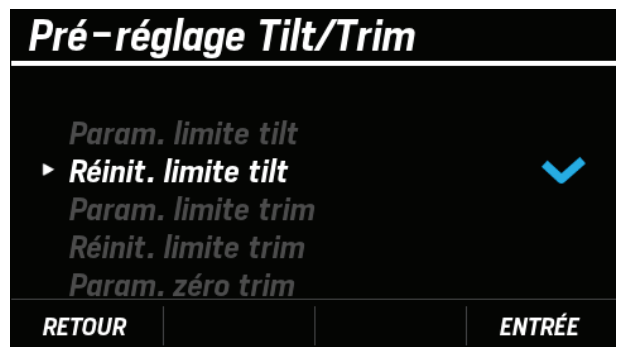 Pré-réglage Tilt/Trim
Param. limite tilt
Réinit. limite tilt
Param. limite trim
Réinit. limite trim
Param. zéro trim
RETOUR ENTRÉE